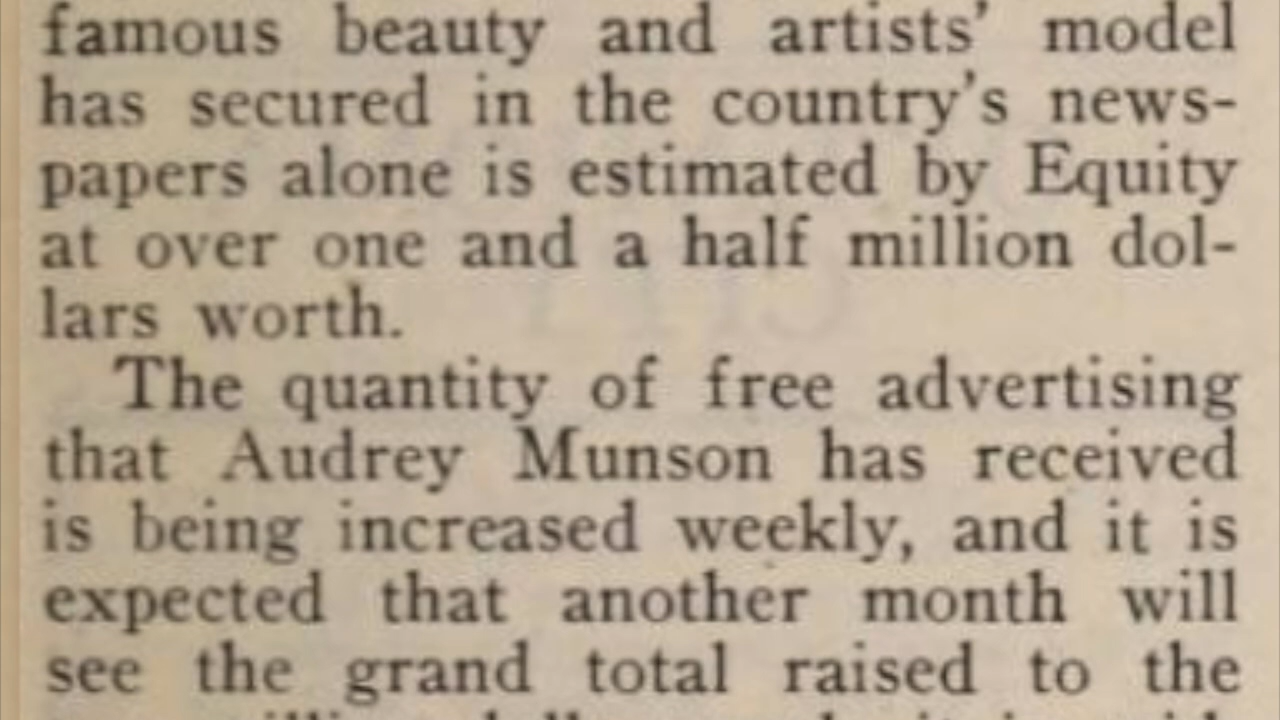 famous beauty and artists' model
has secured in the country's news-
papers alone is estimated by Equity
at over one and a half million dol-
lars worth.
The quantity of free advertising
that Audrey Munson has received
is being increased weekly, and it is
expected that another month will
see the grand total raised to the